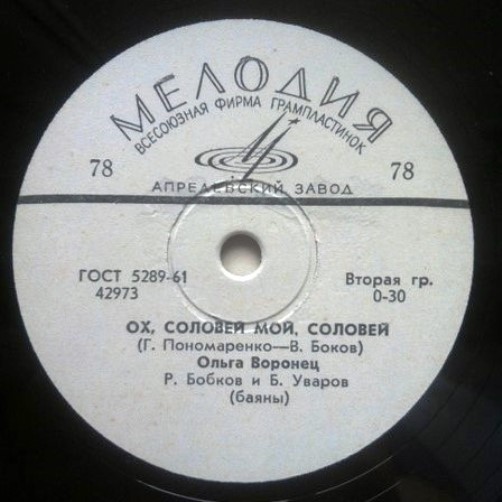 МЕЛОДИЯ
ВСЕСОЮЗНАЯ ФИРМА ГРАМПЛАСТИНОК
78 78
АПРЕЛЕВСКИЙ ЗАВОД
ГОСТ 5289-61 Вторая гр.
42973 0-30
ОХ, СОЛОВЕЙ МОЙ, СОЛОВЕЙ
(Г. Пономаренко—В. Боков)
Ольга Воронец
Р. Бобков и Б. Уваров
(баяны)